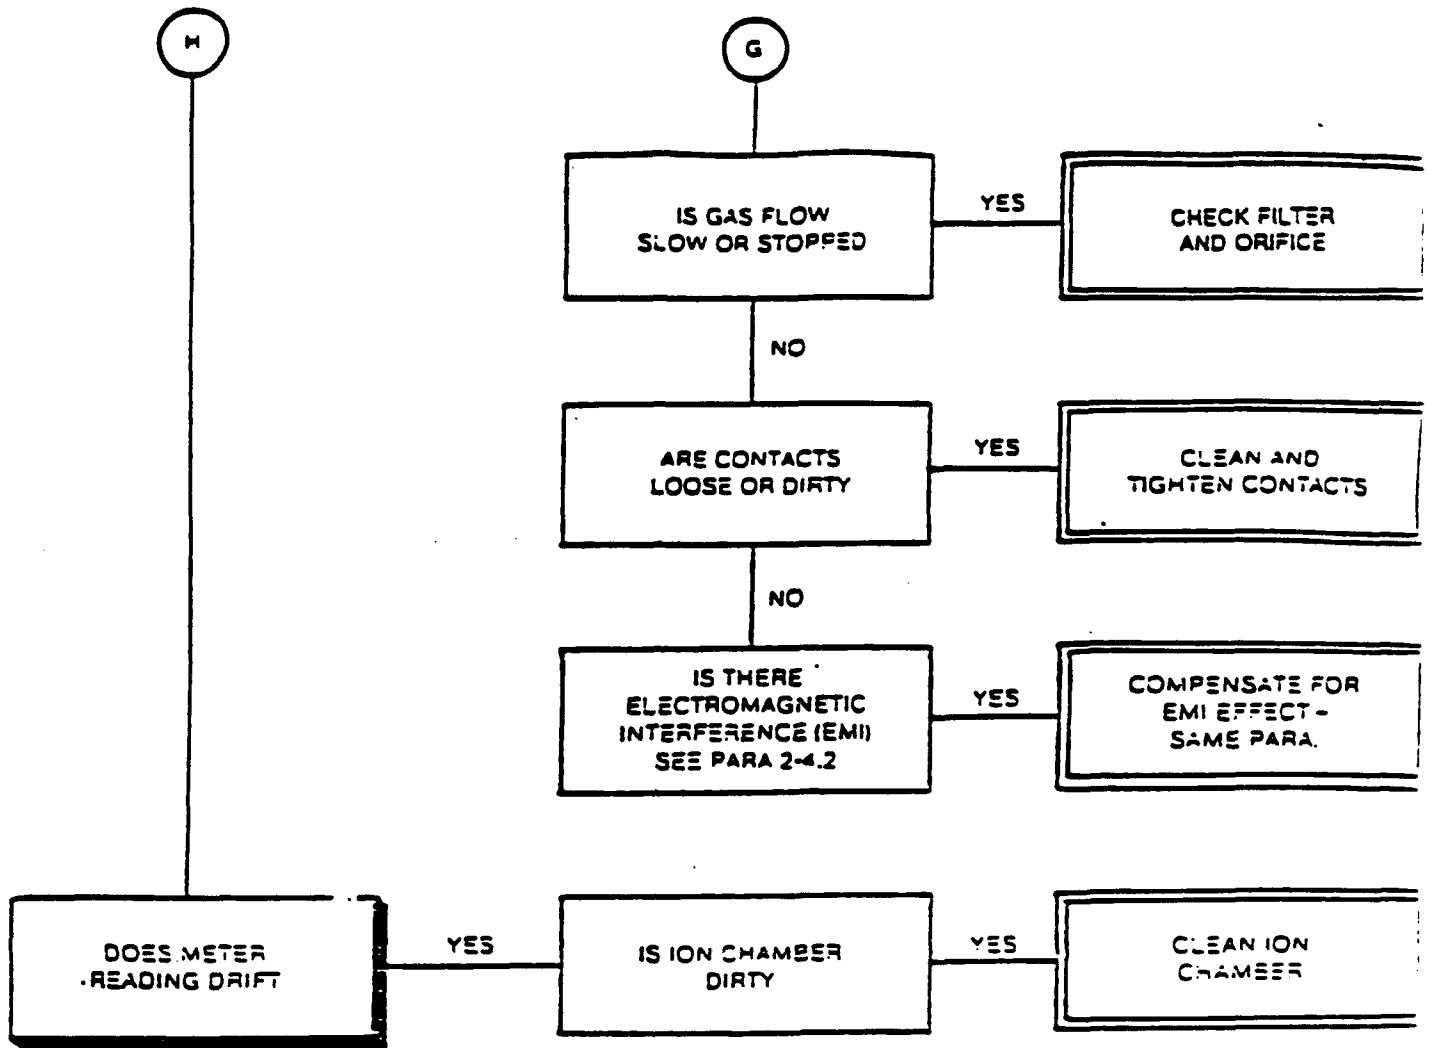 H
G
IS GAS FLOW
SLOW OR STOPPED
YES
CHECK FILTER
AND ORIFICE
NO
ARE CONTACTS
LOOSE OR DIRTY
YES
CLEAN AND
TIGHTEN CONTACTS
NO
IS THERE
ELECTROMAGNETIC
INTERFERENCE (EMI)
SEE PARA 2-4.2
YES
COMPENSATE FOR
EMI EFFECT –
SAME PARA.
DOES METER
READING DRIFT
YES
IS ION CHAMBER
DIRTY
YES
CLEAN ION
CHAMBER